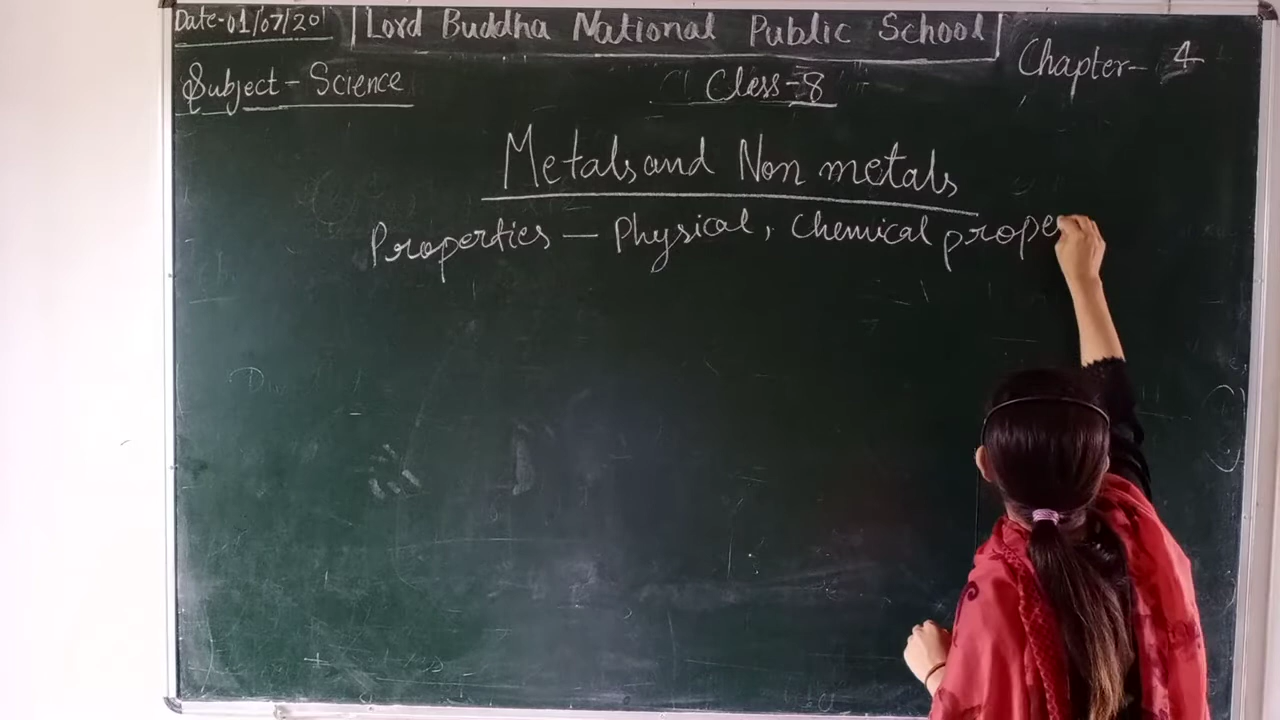 Date-01/07/20 Lord Buddha National Public School
Subject - Science Class-8 Chapter- 4
Metals and Non metals
Properties — Physical, Chemical prope